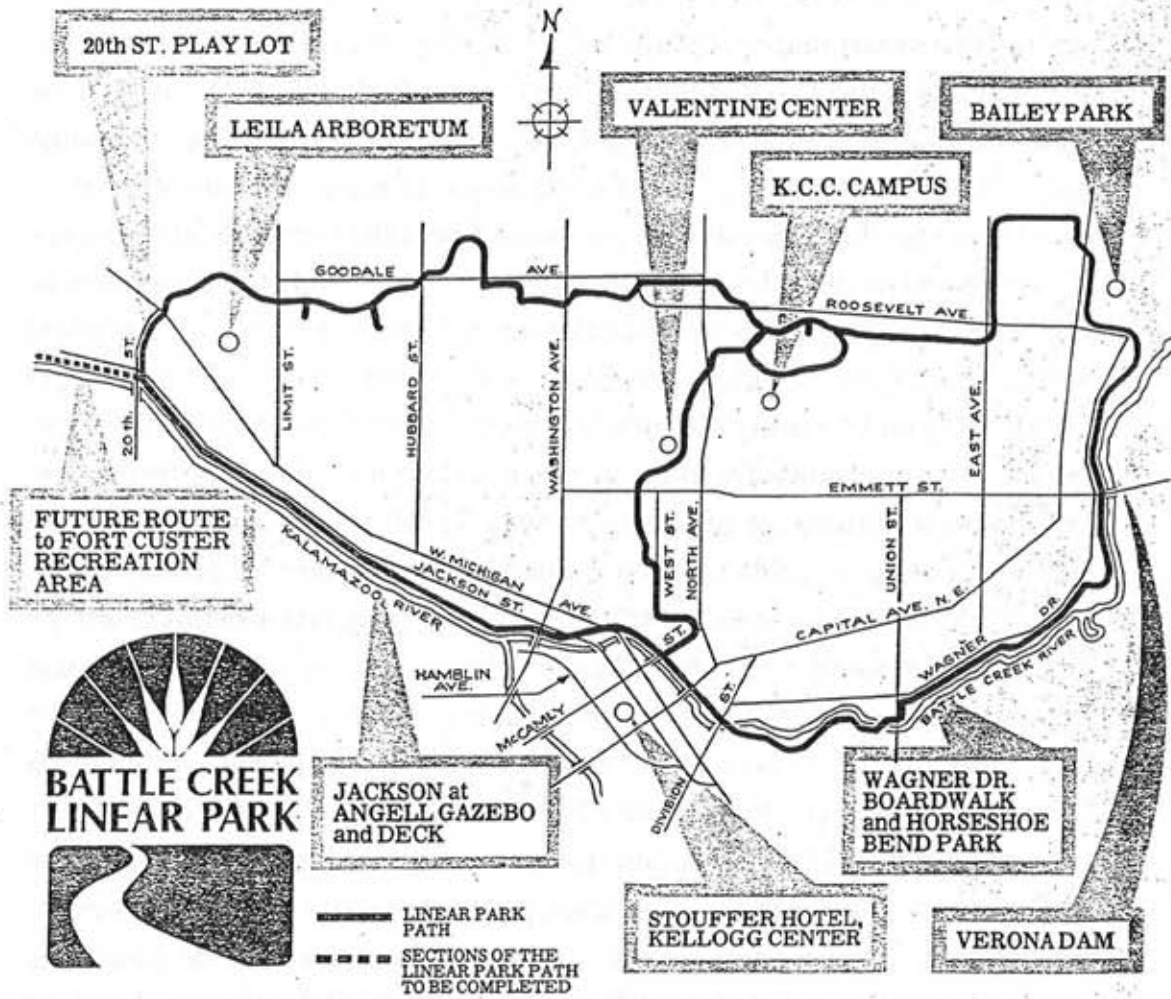 N
20th ST. PLAY LOT
LEILA ARBORETUM
VALENTINE CENTER
BAILEY PARK
K.C.C. CAMPUS
GOODALE AVE.
ROOSEVELT AVE.
20th. ST.
LIMIT ST.
HUBBARD ST.
WASHINGTON AVE.
WEST ST.
NORTH AVE.
EAST AVE.
EMMETT ST.
UNION ST.
FUTURE ROUTE
to FORT CUSTER
RECREATION
AREA
KALAMAZOO RIVER
W. MICHIGAN AVE.
JACKSON ST.
CAPITAL AVE. N.E.
WAGNER DR.
BATTLE CREEK RIVER
HAMBLIN
AVE.
McCAMLY ST.
DIVISION ST.
BATTLE CREEK
LINEAR PARK
JACKSON at
ANGELL GAZEBO
and DECK
WAGNER DR.
BOARDWALK
and HORSESHOE
BEND PARK
STOUFFER HOTEL,
KELLOGG CENTER
VERONA DAM
LINEAR PARK
PATH
SECTIONS OF THE
LINEAR PARK PATH
TO BE COMPLETED